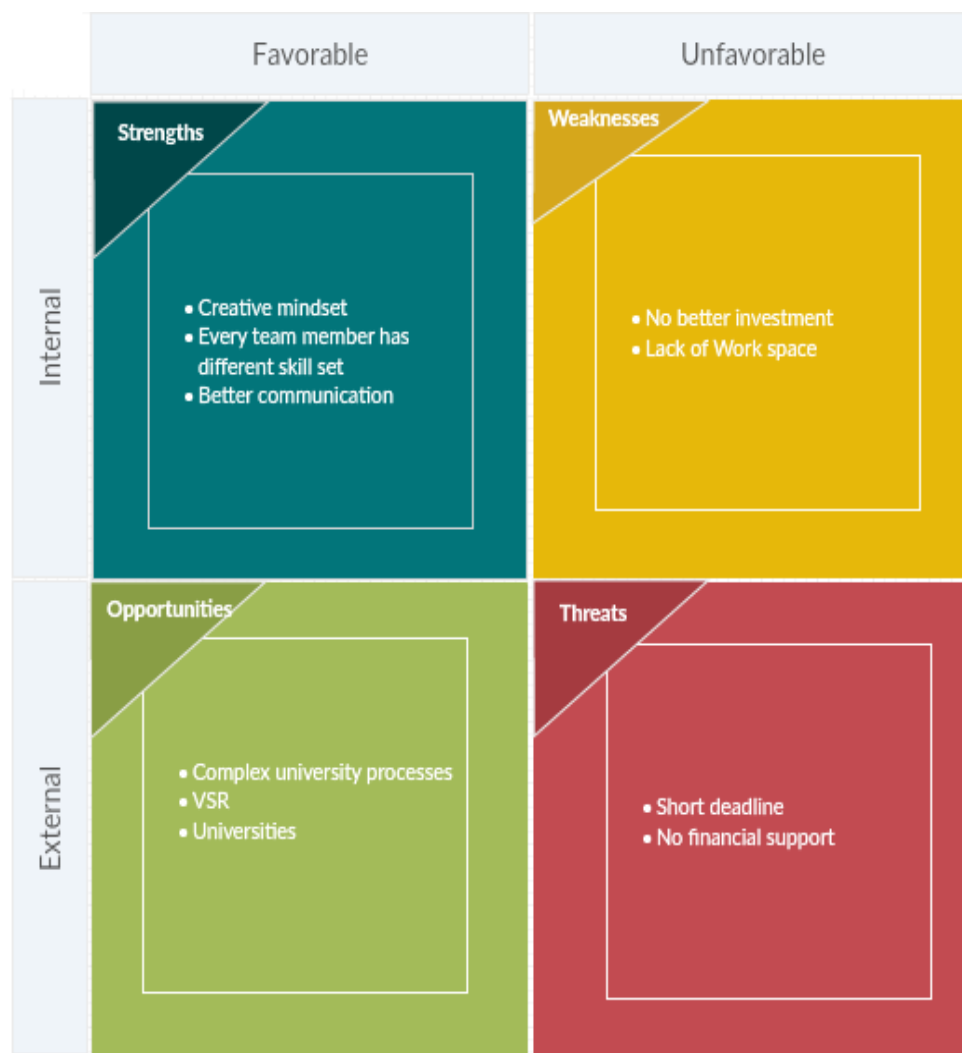 Favorable
Unfavorable
Internal
Strengths
• Creative mindset
• Every team member has
different skill set
• Better communication
Weaknesses
• No better investment
• Lack of Work space
External
Opportunities
• Complex university processes
• VSR
• Universities
Threats
• Short deadline
• No financial support